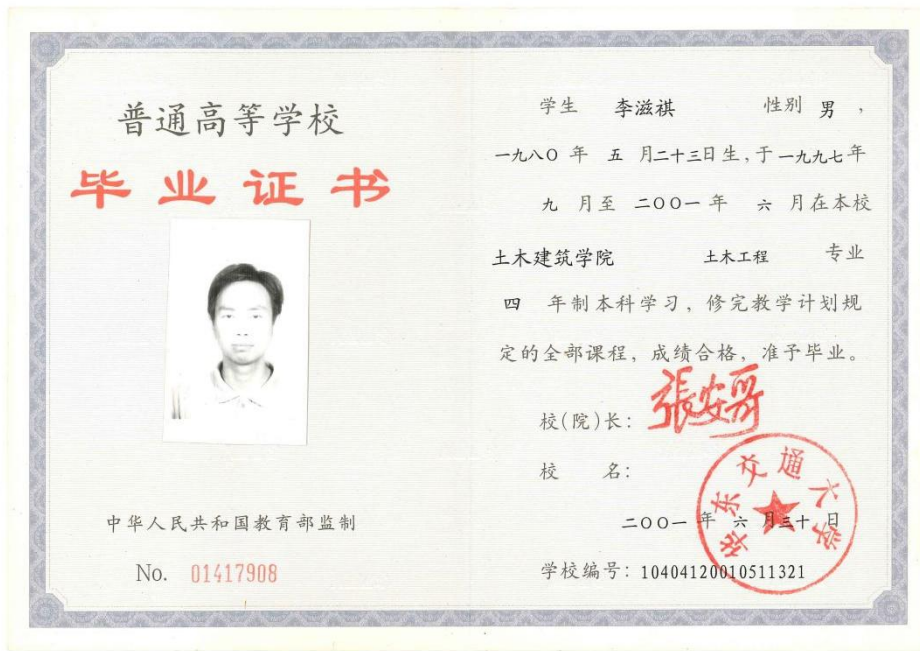 普通高等学校
毕业证书
中华人民共和国教育部监制
No. 01417908
学生 李滋祺 性别 男，
一九八〇年 五 月二十三日生，于一九九七年
九 月至 二〇〇一年 六 月在本校
土木建筑学院 土木工程 专业
四 年制本科学习，修完教学计划规
定的全部课程，成绩合格，准予毕业。
校(院)长：張安哥
校 名：
华东交通大学
二〇〇一年 六 月三十日
学校编号：10404120010511321